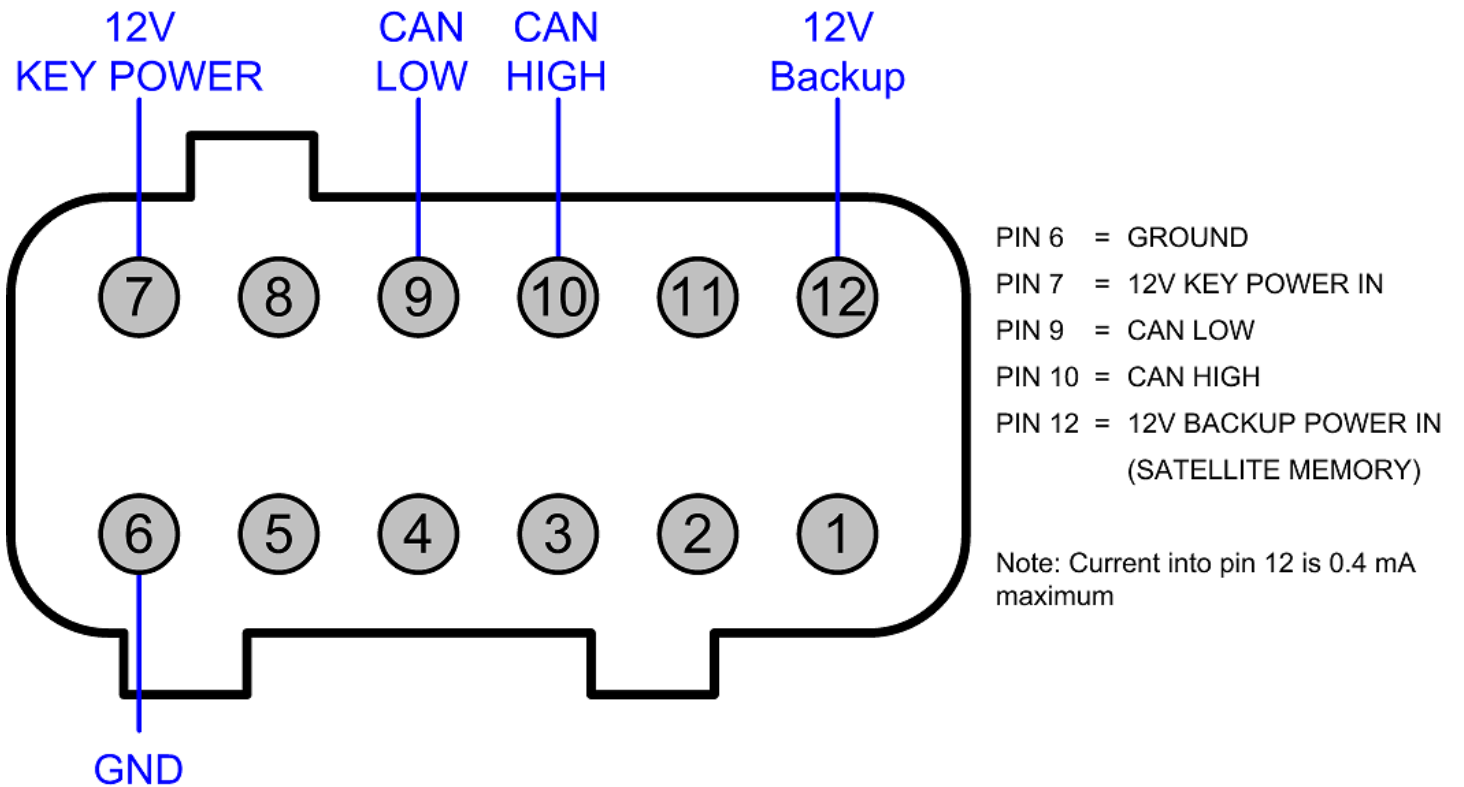 12V
KEY POWER
CAN
LOW
CAN
HIGH
12V
Backup
7 8 9 10 11 12
6 5 4 3 2 1
GND
PIN 6 = GROUND
PIN 7 = 12V KEY POWER IN
PIN 9 = CAN LOW
PIN 10 = CAN HIGH
PIN 12 = 12V BACKUP POWER IN
(SATELLITE MEMORY)
Note: Current into pin 12 is 0.4 mA
maximum